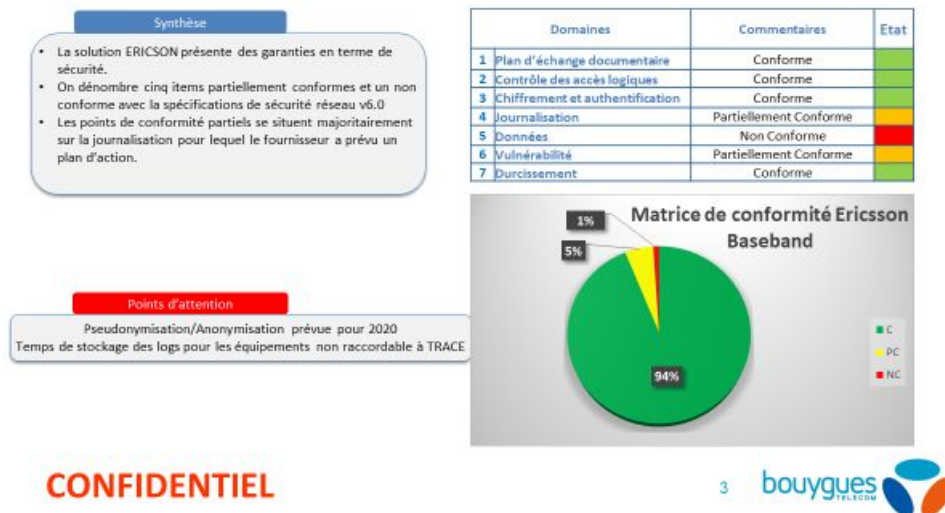 Synthèse
• La solution ERICSON présente des garanties en terme de
sécurité.
• On dénombre cinq items partiellement conformes et un non
conforme avec la spécifications de sécurité réseau v6.0
• Les points de conformité partiels se situent majoritairement
sur la journalisation pour lequel le fournisseur a prévu un
plan d'action.
Domaines Commentaires Etat
1 Plan d'échange documentaire Conforme
2 Contrôle des accès logiques Conforme
3 Chiffrement et authentification Conforme
4 Journalisation Partiellement Conforme
5 Données Non Conforme
6 Vulnérabilité Partiellement Conforme
7 Durcissement Conforme
Points d'attention
Pseudonymisation/Anonymisation prévue pour 2020
Temps de stockage des logs pour les équipements non raccordable à TRACE
Matrice de conformité Ericsson
Baseband
1%
5%
94%
C
PC
NC
CONFIDENTIEL
3
bouygues
TELECOM